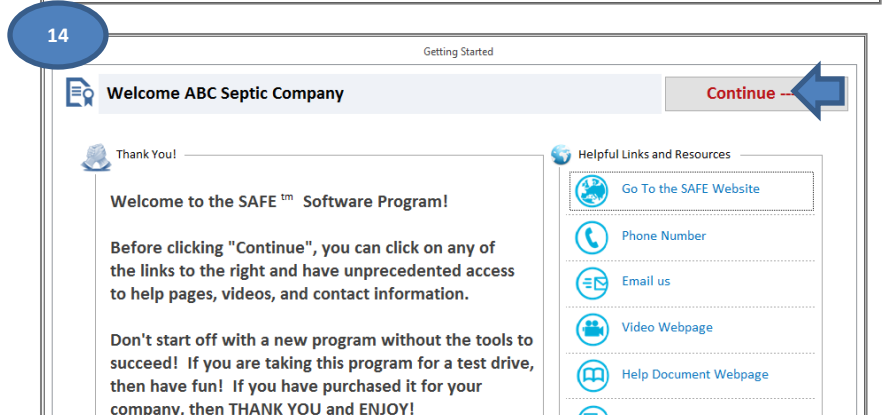 14
Getting Started
Welcome ABC Septic Company
Continue --
Thank You!
Welcome to the SAFE ™ Software Program!
Before clicking "Continue", you can click on any of
the links to the right and have unprecedented access
to help pages, videos, and contact information.
Don't start off with a new program without the tools to
succeed! If you are taking this program for a test drive,
then have fun! If you have purchased it for your
company, then THANK YOU and ENJOY!
Helpful Links and Resources
Go To the SAFE Website
Phone Number
Email us
Video Webpage
Help Document Webpage